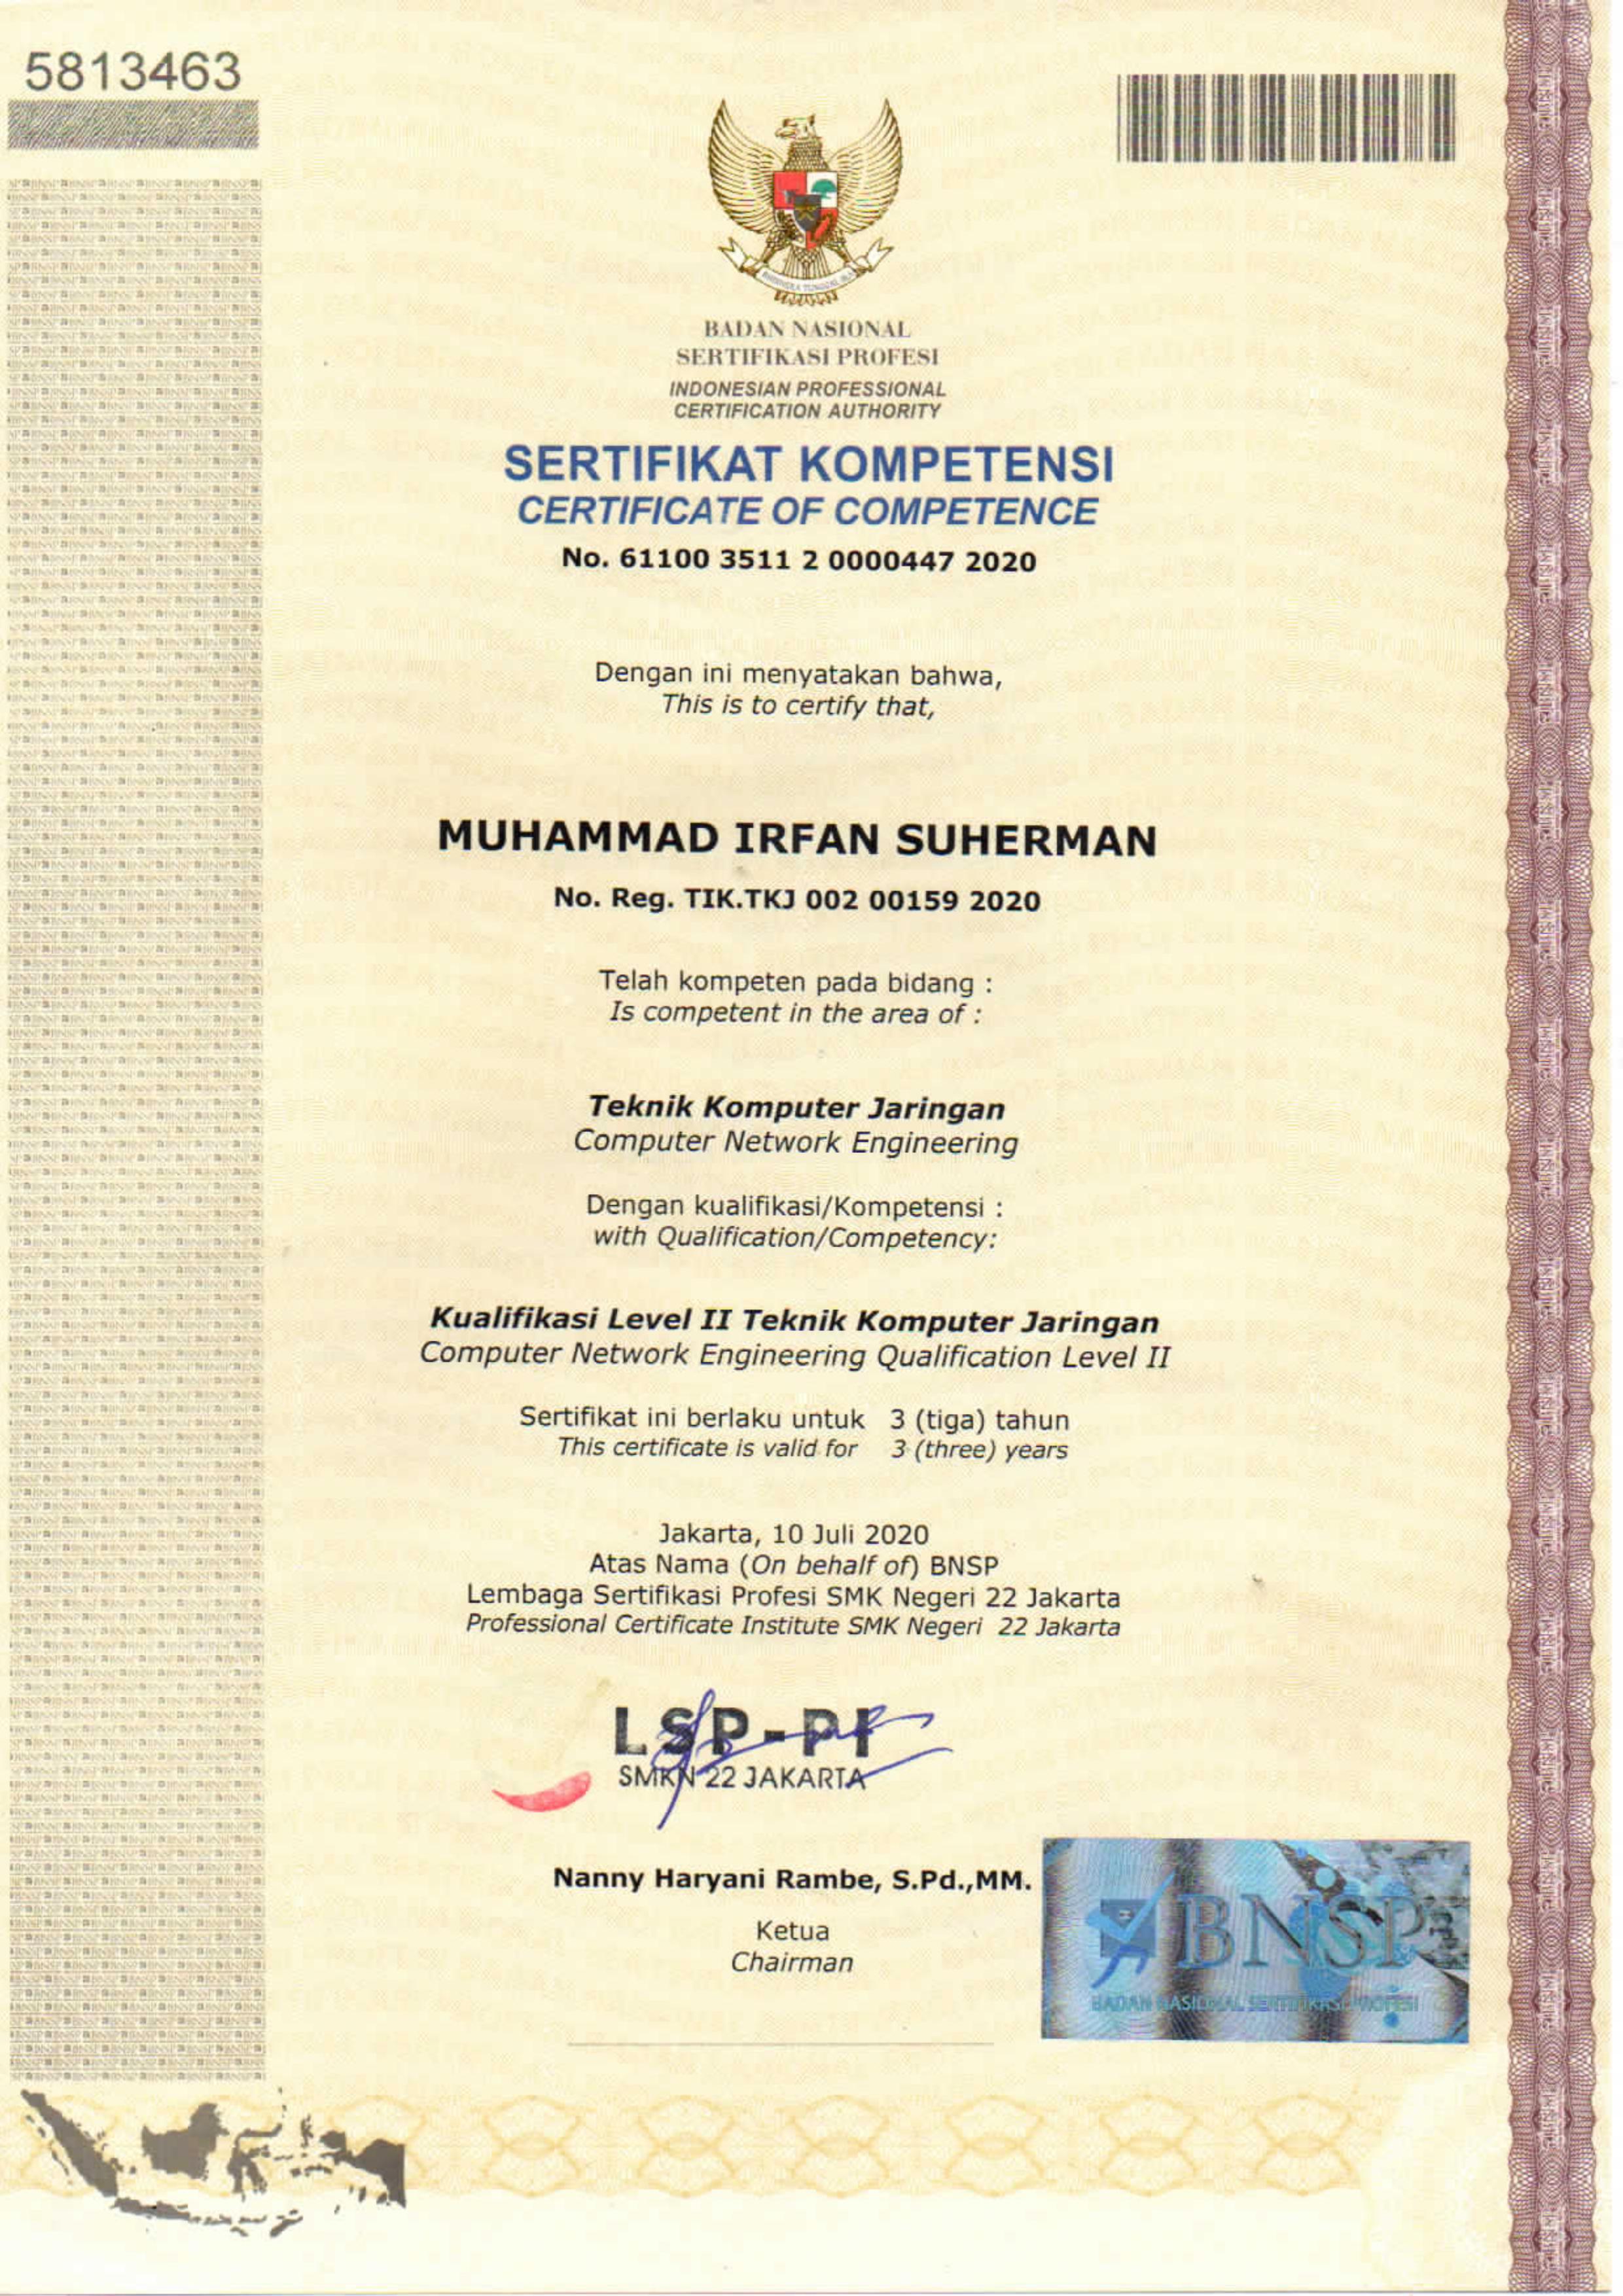 5813463
BADAN NASIONAL
SERTIFIKASI PROFESI
INDONESIAN PROFESSIONAL
CERTIFICATION AUTHORITY
SERTIFIKAT KOMPETENSI
CERTIFICATE OF COMPETENCE
No. 61100 3511 2 0000447 2020
Dengan ini menyatakan bahwa,
This is to certify that,
MUHAMMAD IRFAN SUHERMAN
No. Reg. TIK.TKJ 002 00159 2020
Telah kompeten pada bidang :
Is competent in the area of :
Teknik Komputer Jaringan
Computer Network Engineering
Dengan kualifikasi/Kompetensi :
with Qualification/Competency:
Kualifikasi Level II Teknik Komputer Jaringan
Computer Network Engineering Qualification Level II
Sertifikat ini berlaku untuk 3 (tiga) tahun
This certificate is valid for 3 (three) years
Jakarta, 10 Juli 2020
Atas Nama (On behalf of) BNSP
Lembaga Sertifikasi Profesi SMK Negeri 22 Jakarta
Professional Certificate Institute SMK Negeri 22 Jakarta
LSP-P1
SMKN 22 JAKARTA
Nanny Haryani Rambe, S.Pd.,MM.
Ketua
Chairman
BNSP
BADAN NASIONAL SERTIFIKASI PROFESI